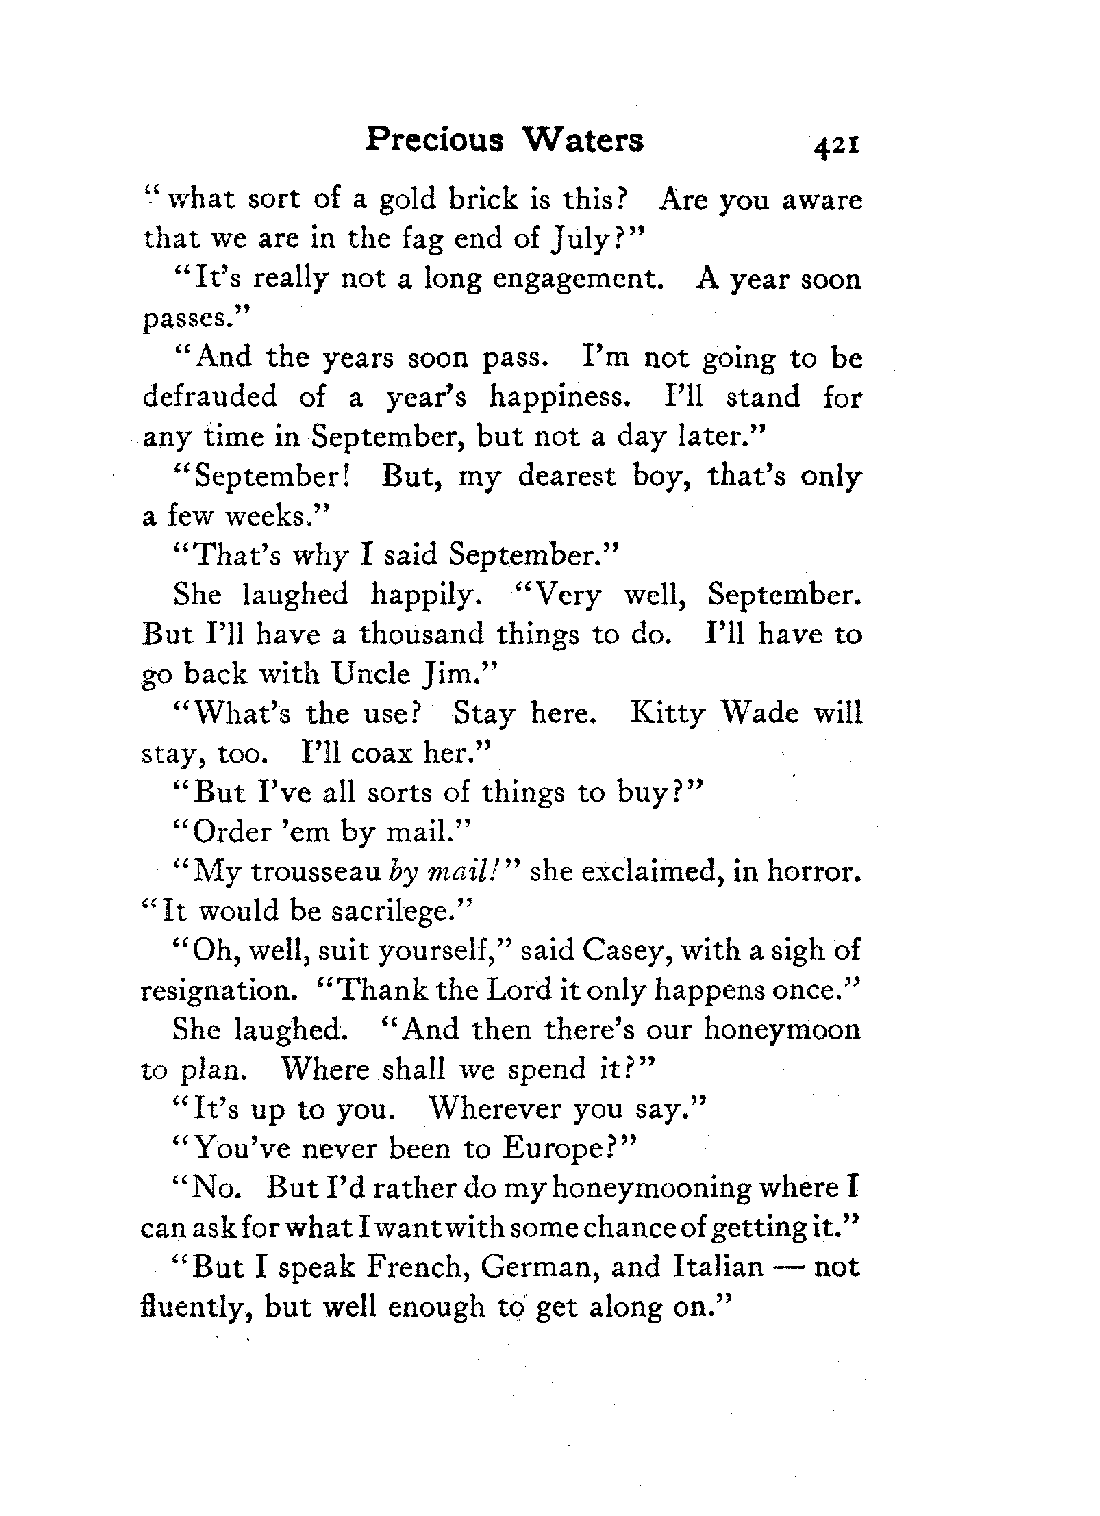 Precious Waters 421
“what sort of a gold brick is this? Are you aware
that we are in the fag end of July?”
“It’s really not a long engagement. A year soon
passes.”
“And the years soon pass. I’m not going to be
defrauded of a year’s happiness. I’ll stand for
any time in September, but not a day later.”
“September! But, my dearest boy, that’s only
a few weeks.”
“That’s why I said September.”
She laughed happily. “Very well, September.
But I’ll have a thousand things to do. I’ll have to
go back with Uncle Jim.”
“What’s the use? Stay here. Kitty Wade will
stay, too. I’ll coax her.”
“But I’ve all sorts of things to buy?”
“Order ’em by mail.”
“My trousseau by mail!” she exclaimed, in horror.
“It would be sacrilege.”
“Oh, well, suit yourself,” said Casey, with a sigh of
resignation. “Thank the Lord it only happens once.”
She laughed. “And then there’s our honeymoon
to plan. Where shall we spend it?”
“It’s up to you. Wherever you say.”
“You’ve never been to Europe?”
“No. But I’d rather do my honeymooning where I
can ask for what I want with some chance of getting it.”
“But I speak French, German, and Italian — not
fluently, but well enough to get along on.”